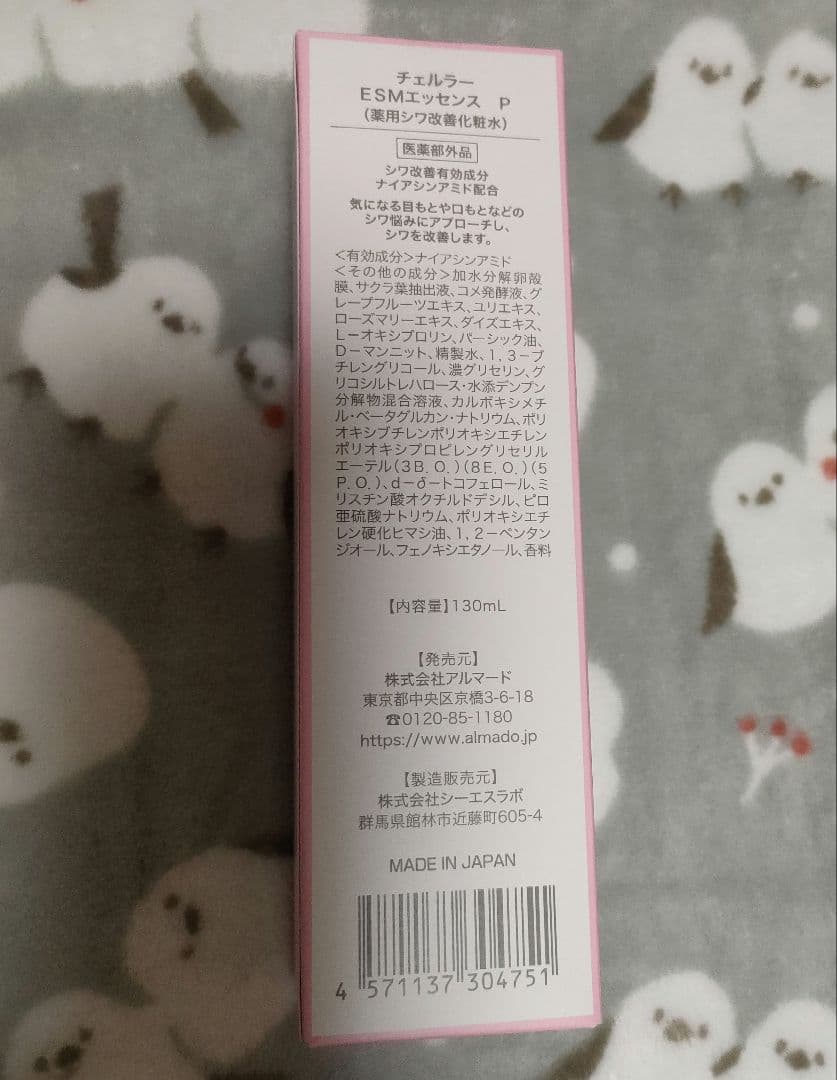 チェルラー
ESMエッセンス P
(薬用シワ改善化粧水)
医薬部外品
シワ改善有効成分
ナイアシンアミド配合
気になる目もとや口もとなどの
シワ悩みにアプローチし、
シワを改善します。
<有効成分>ナイアシンアミド
<その他の成分>加水分解卵殻
膜、サクラ葉抽出液、コメ発酵液、グ
レープフルーツエキス、ユリエキス、
ローズマリーエキス、ダイズエキス、
L-オキシプロリン、パーシック油、
D-マンニット、精製水、1,3-ブ
チレングリコール、濃グリセリン、グ
リコシルトレハロース・水添デンプン
分解物混合溶液、カルボキシメチ
ル・ベータグルカン・ナトリウム、ポリ
オキシブチレンポリオキシエチレン
ポリオキシプロピレングリセリル
エーテル(3B.O.)(8E.O.)(5
P.O.)、d-δ-トコフェロール、ミ
リスチン酸オクチルドデシル、ピロ
亜硫酸ナトリウム、ポリオキシエチ
レン硬化ヒマシ油、1,2-ペンタン
ジオール、フェノキシエタノール、香料
【内容量】130mL
【発売元】
株式会社アルマード
東京都中央区京橋3-6-18
☎0120-85-1180
https://www.almado.jp
【製造販売元】
株式会社シーエスラボ
群馬県館林市近藤町605-4
MADE IN JAPAN
4 571137 304751